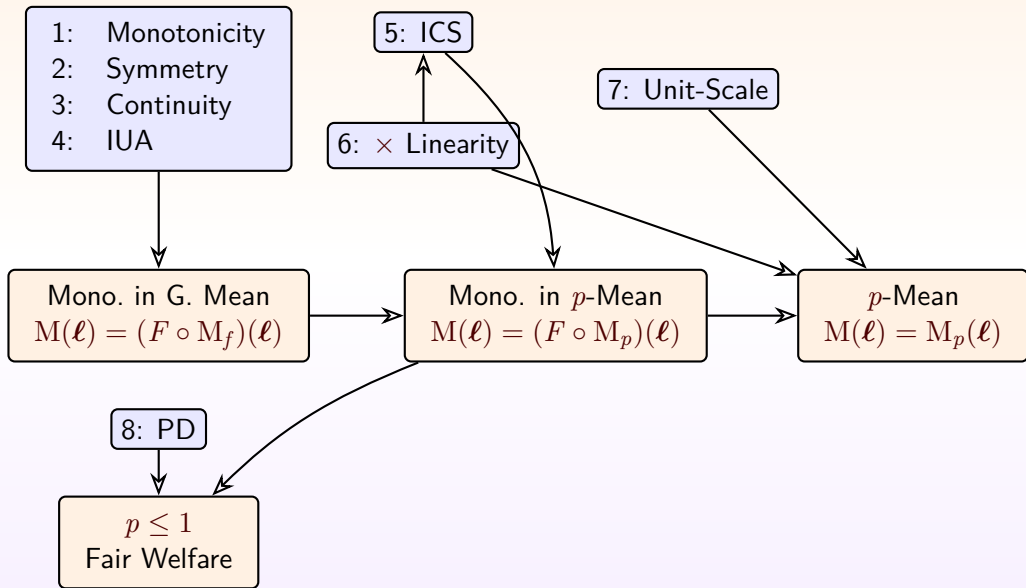 1: Monotonicity
2: Symmetry
3: Continuity
4: IUA
5: ICS
6: × Linearity
7: Unit-Scale
Mono. in G. Mean
M(ℓ) = (F ∘ M_f)(ℓ)
Mono. in p-Mean
M(ℓ) = (F ∘ M_p)(ℓ)
p-Mean
M(ℓ) = M_p(ℓ)
8: PD
p ≤ 1
Fair Welfare